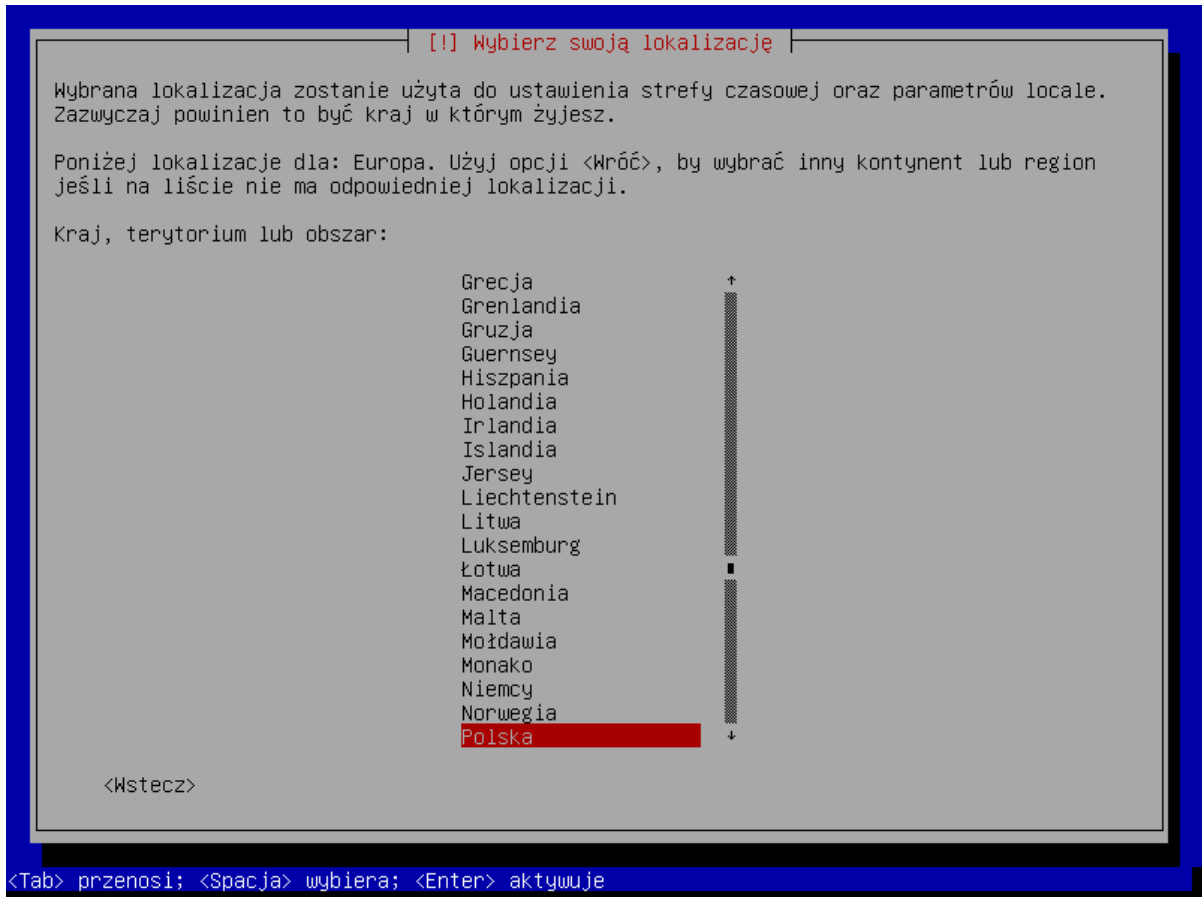 [!] Wybierz swoją lokalizację
Wybrana lokalizacja zostanie użyta do ustawienia strefy czasowej oraz parametrów locale.
Zazwyczaj powinien to być kraj w którym żyjesz.
Poniżej lokalizacje dla: Europa. Użyj opcji <Wróć>, by wybrać inny kontynent lub region
jeśli na liście nie ma odpowiedniej lokalizacji.
Kraj, terytorium lub obszar:
Grecja
Grenlandia
Gruzja
Guernsey
Hiszpania
Holandia
Irlandia
Islandia
Jersey
Liechtenstein
Litwa
Luksemburg
Łotwa
Macedonia
Malta
Mołdawia
Monako
Niemcy
Norwegia
Polska
<Wstecz>
<Tab> przenosi; <Spacja> wybiera; <Enter> aktywuje